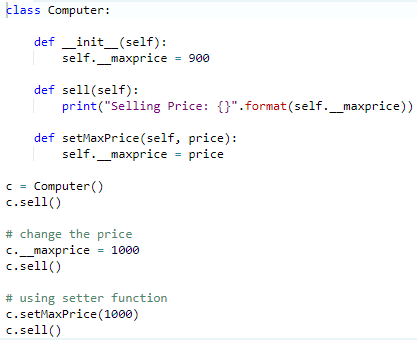 class Computer:

    def __init__(self):
        self.__maxprice = 900

    def sell(self):
        print("Selling Price: {}".format(self.__maxprice))

    def setMaxPrice(self, price):
        self.__maxprice = price

c = Computer()
c.sell()

# change the price
c.__maxprice = 1000
c.sell()

# using setter function
c.setMaxPrice(1000)
c.sell()